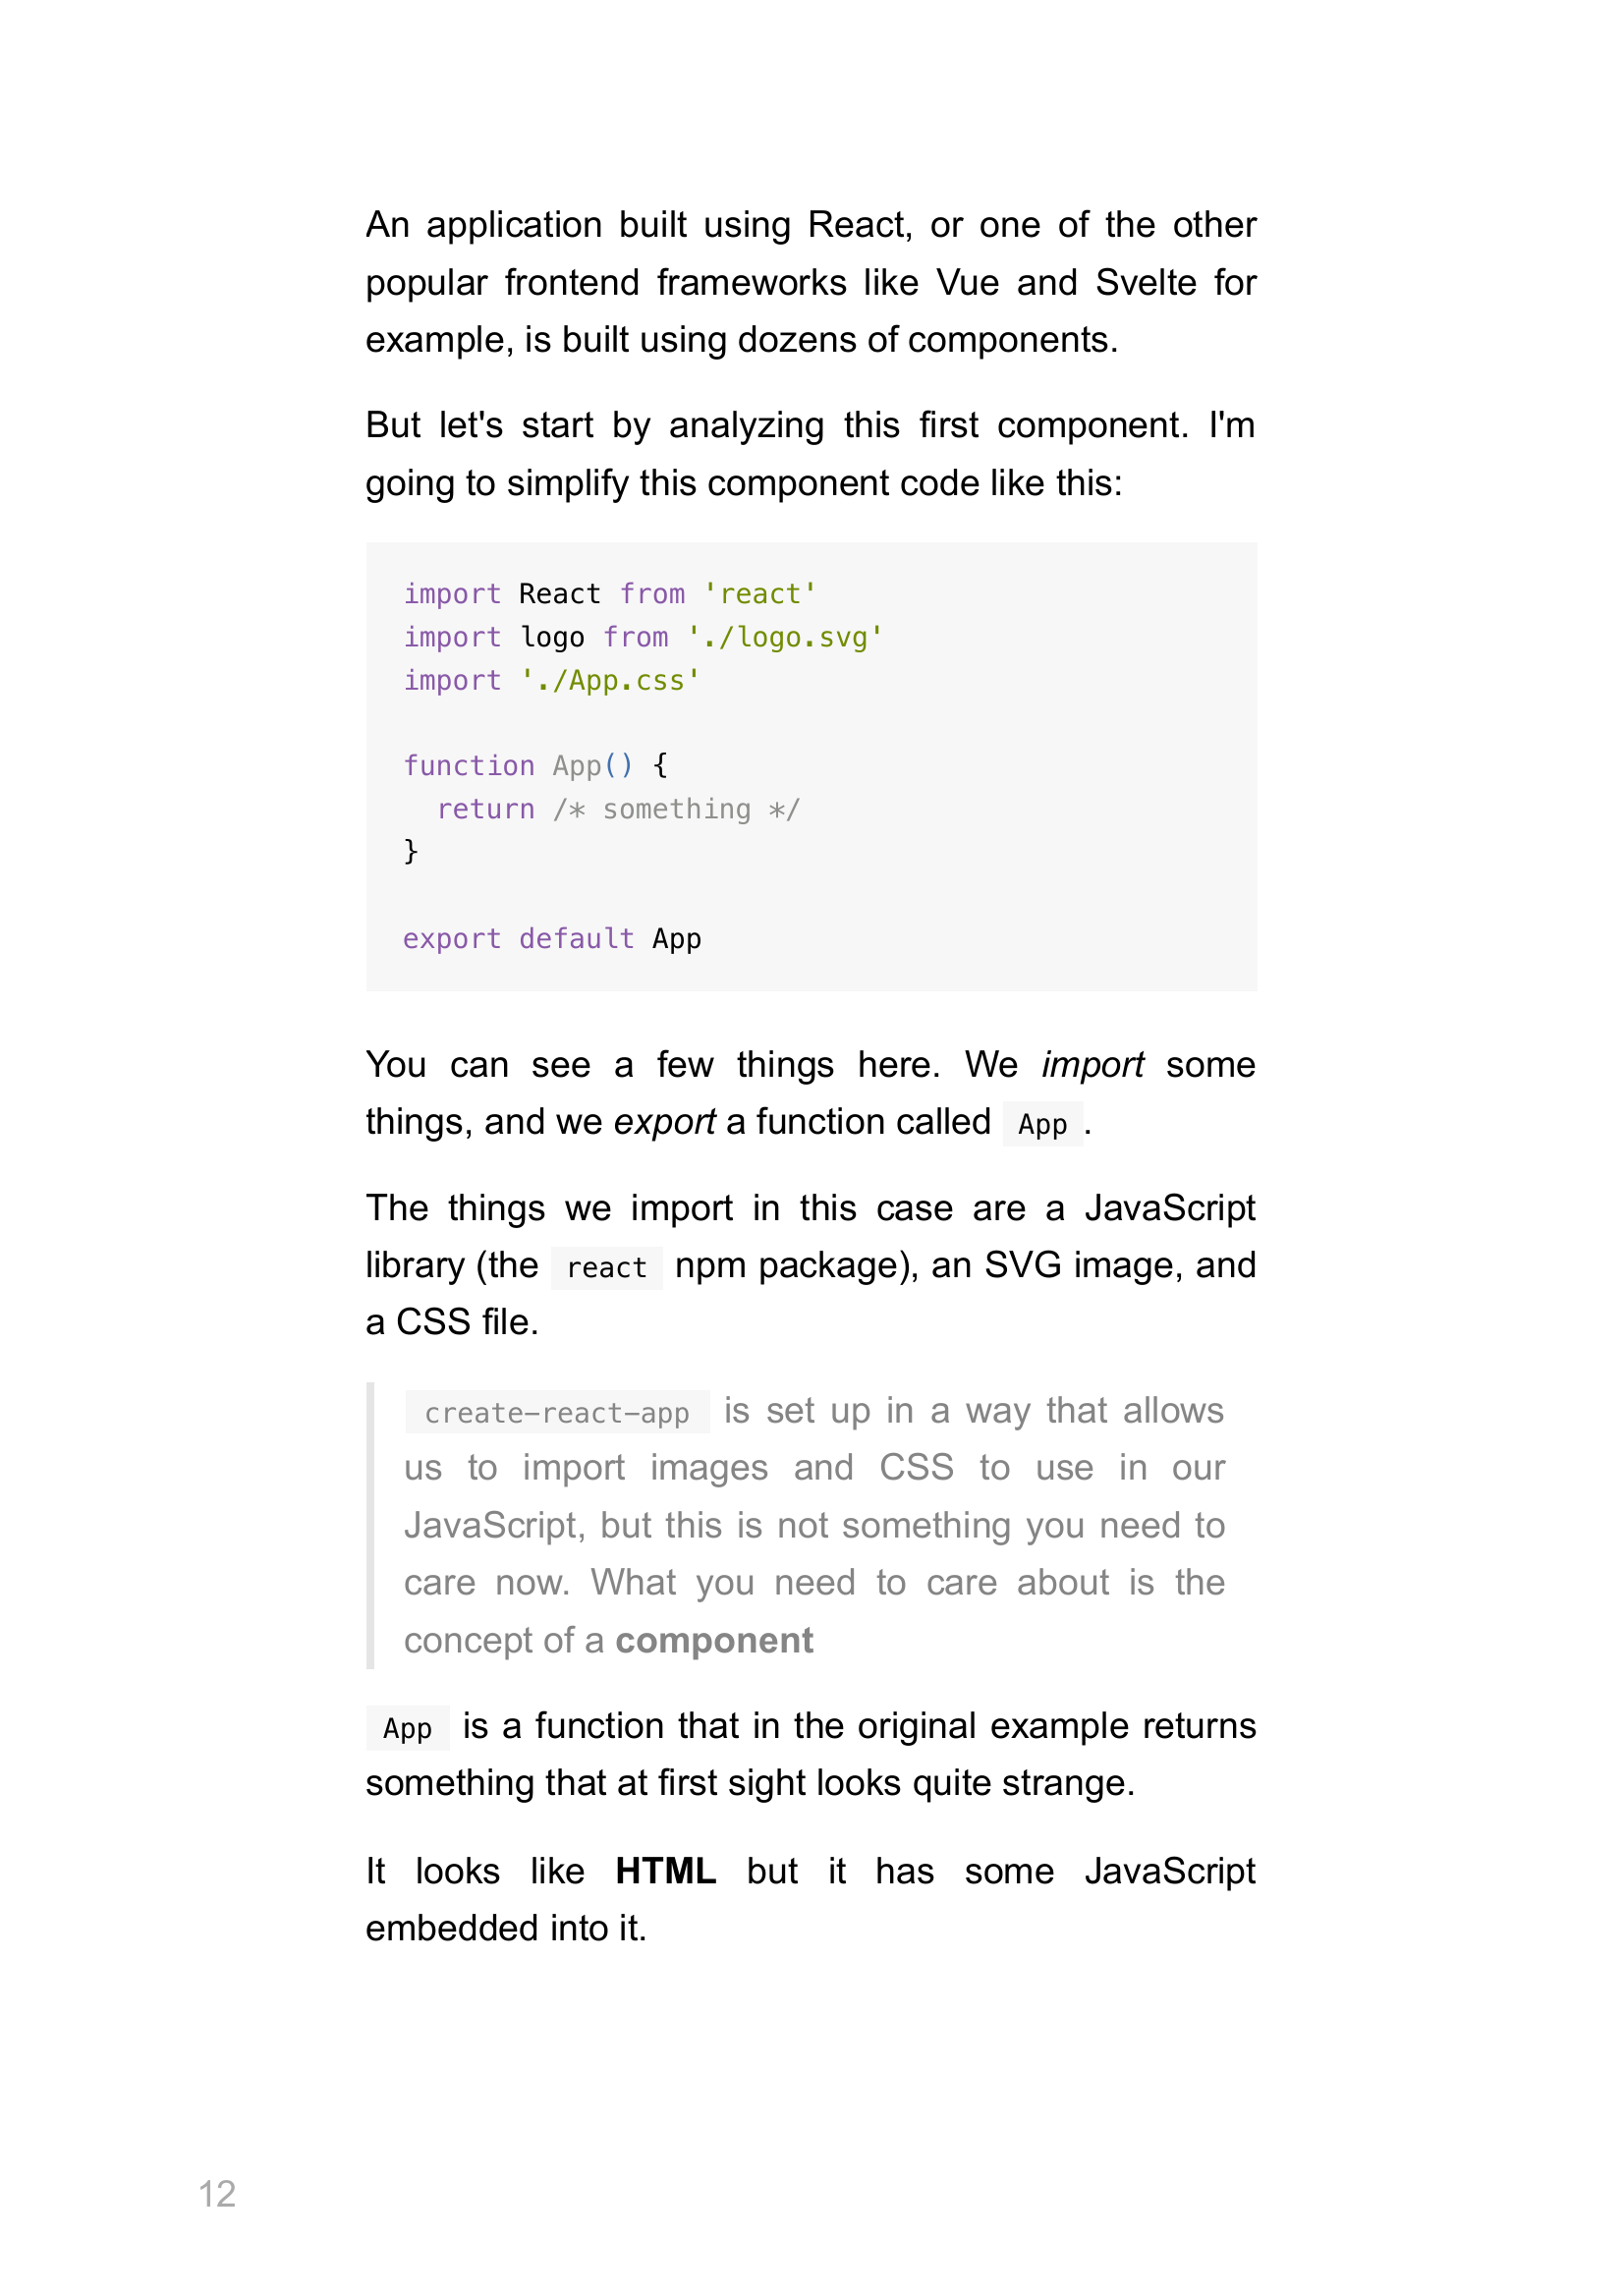 An application built using React, or one of the other
popular frontend frameworks like Vue and Svelte for
example, is built using dozens of components.
But let's start by analyzing this first component. I'm
going to simplify this component code like this:
import React from 'react'
import logo from './logo.svg'
import './App.css'
function App() {
  return /* something */
}
export default App
You can see a few things here. We import some
things, and we export a function called App .
The things we import in this case are a JavaScript
library (the react npm package), an SVG image, and
a CSS file.
create-react-app is set up in a way that allows
us to import images and CSS to use in our
JavaScript, but this is not something you need to
care now. What you need to care about is the
concept of a component
App is a function that in the original example returns
something that at first sight looks quite strange.
It looks like HTML but it has some JavaScript
embedded into it.
12